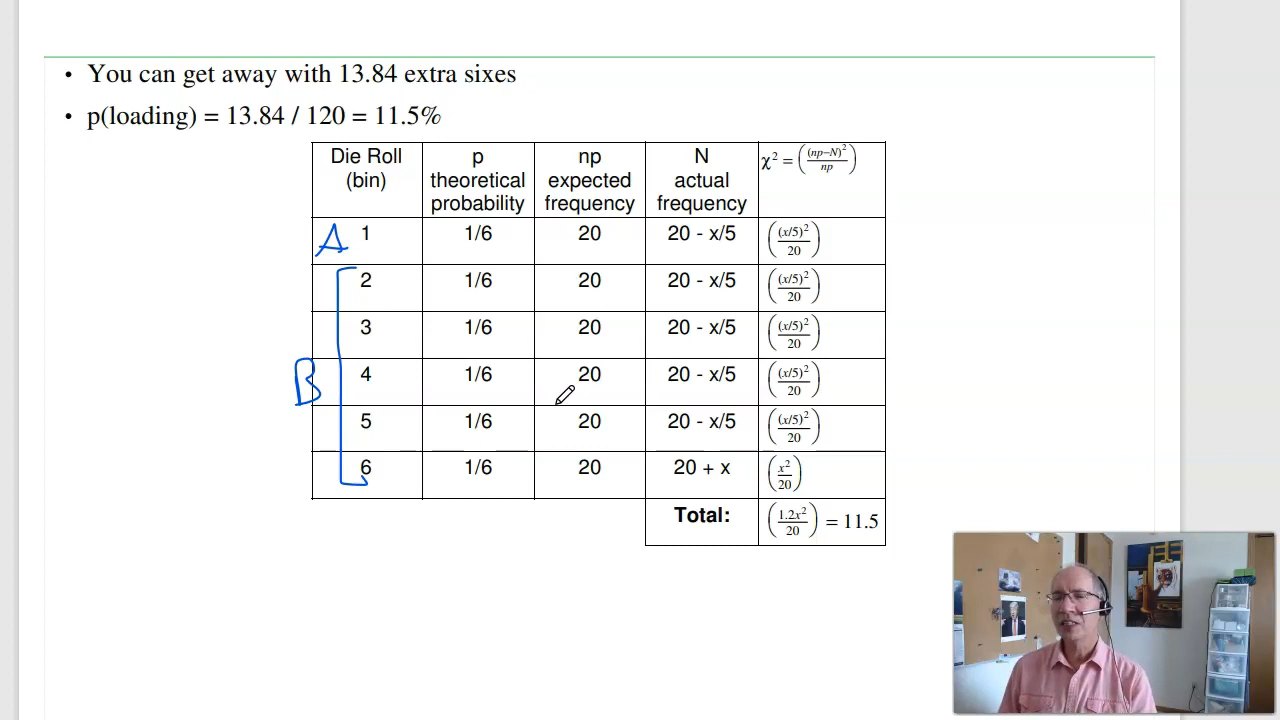 • You can get away with 13.84 extra sixes
• p(loading) = 13.84 / 120 = 11.5%
Die Roll (bin) p theoretical probability np expected frequency N actual frequency χ² = ((np−N)²/np)
A 1 1/6 20 20 - x/5 ((x/5)²/20)
2 1/6 20 20 - x/5 ((x/5)²/20)
3 1/6 20 20 - x/5 ((x/5)²/20)
B 4 1/6 20 20 - x/5 ((x/5)²/20)
5 1/6 20 20 - x/5 ((x/5)²/20)
6 1/6 20 20 + x (x²/20)
Total: (1.2x²/20) = 11.5